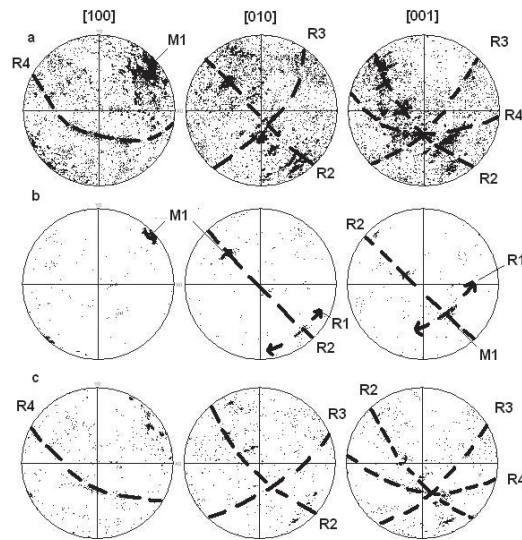 [100] [010] [001]
a M1 R3 R3
R4
R4
R2 R2
b M1 R2
R1
R1
R2
M1
c R4 R3 R2 R3
R4
R2